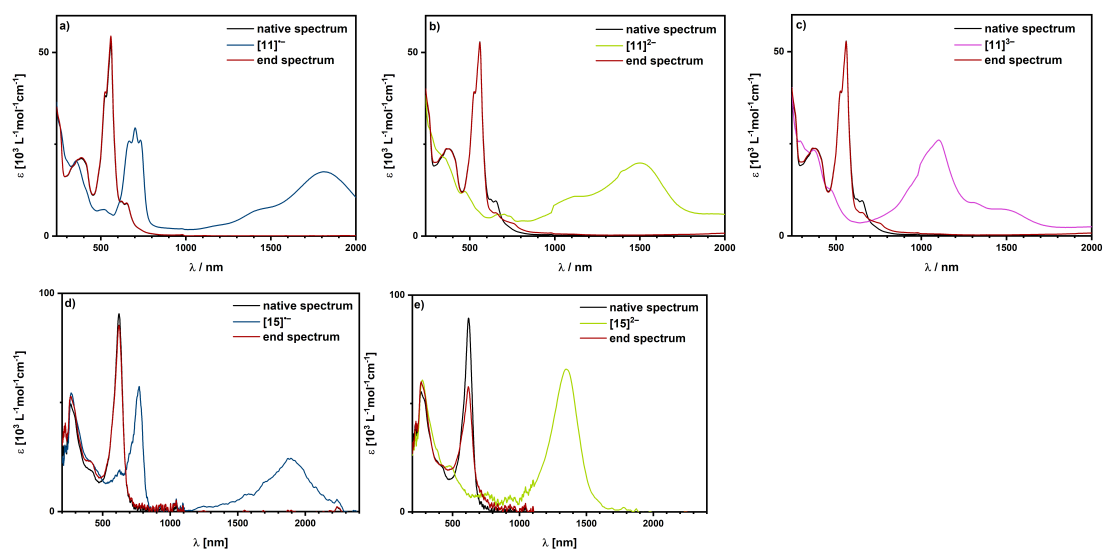 a)
native spectrum
[11]•–
end spectrum
ε [10³ L⁻¹mol⁻¹cm⁻¹]
50
0
500
1000
1500
2000
λ / nm
b)
native spectrum
[11]²⁻
end spectrum
ε [10³ L⁻¹mol⁻¹cm⁻¹]
50
0
500
1000
1500
2000
λ / nm
c)
native spectrum
[11]³⁻
end spectrum
ε [10³ L⁻¹mol⁻¹cm⁻¹]
50
0
500
1000
1500
2000
λ / nm
d)
native spectrum
[15]•–
end spectrum
ε [10³ L⁻¹mol⁻¹cm⁻¹]
100
0
500
1000
1500
2000
λ [nm]
e)
native spectrum
[15]²⁻
end spectrum
ε [10³ L⁻¹mol⁻¹cm⁻¹]
100
0
500
1000
1500
2000
λ [nm]